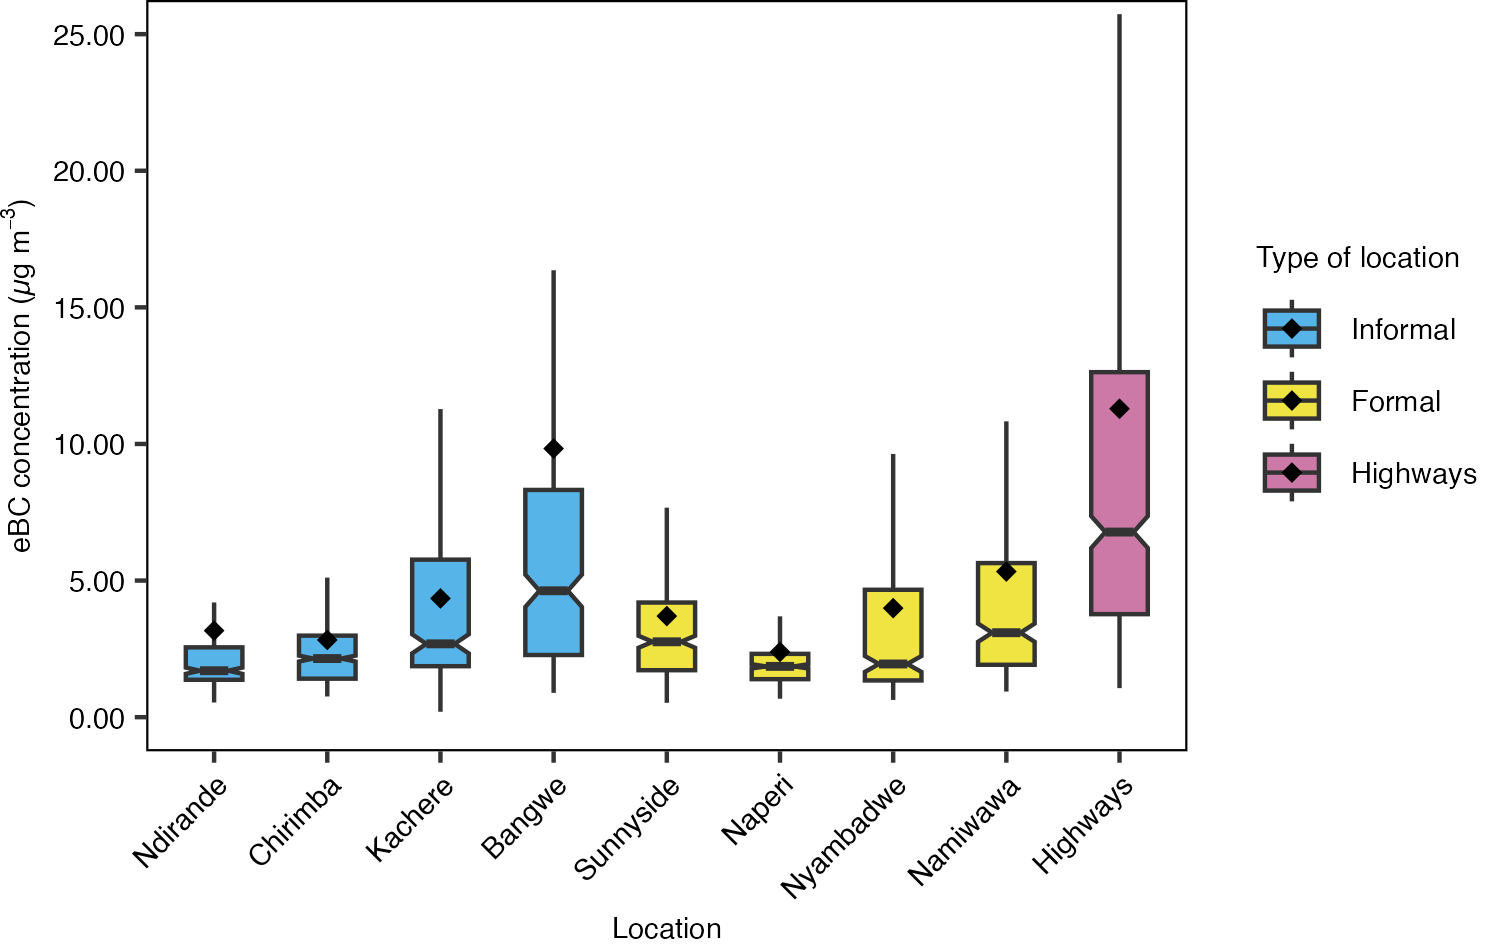 25.00
20.00
15.00
10.00
5.00
0.00
eBC concentration (µg m⁻³)
Ndirande
Chirimba
Kachere
Bangwe
Sunnyside
Naperi
Nyambadwe
Namiwawa
Highways
Location
Type of location
Informal
Formal
Highways